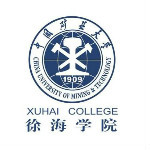 中国矿业大学
CHINA UNIVERSITY OF MINING & TECHNOLOGY
1909
XUHAI COLLEGE
徐海学院